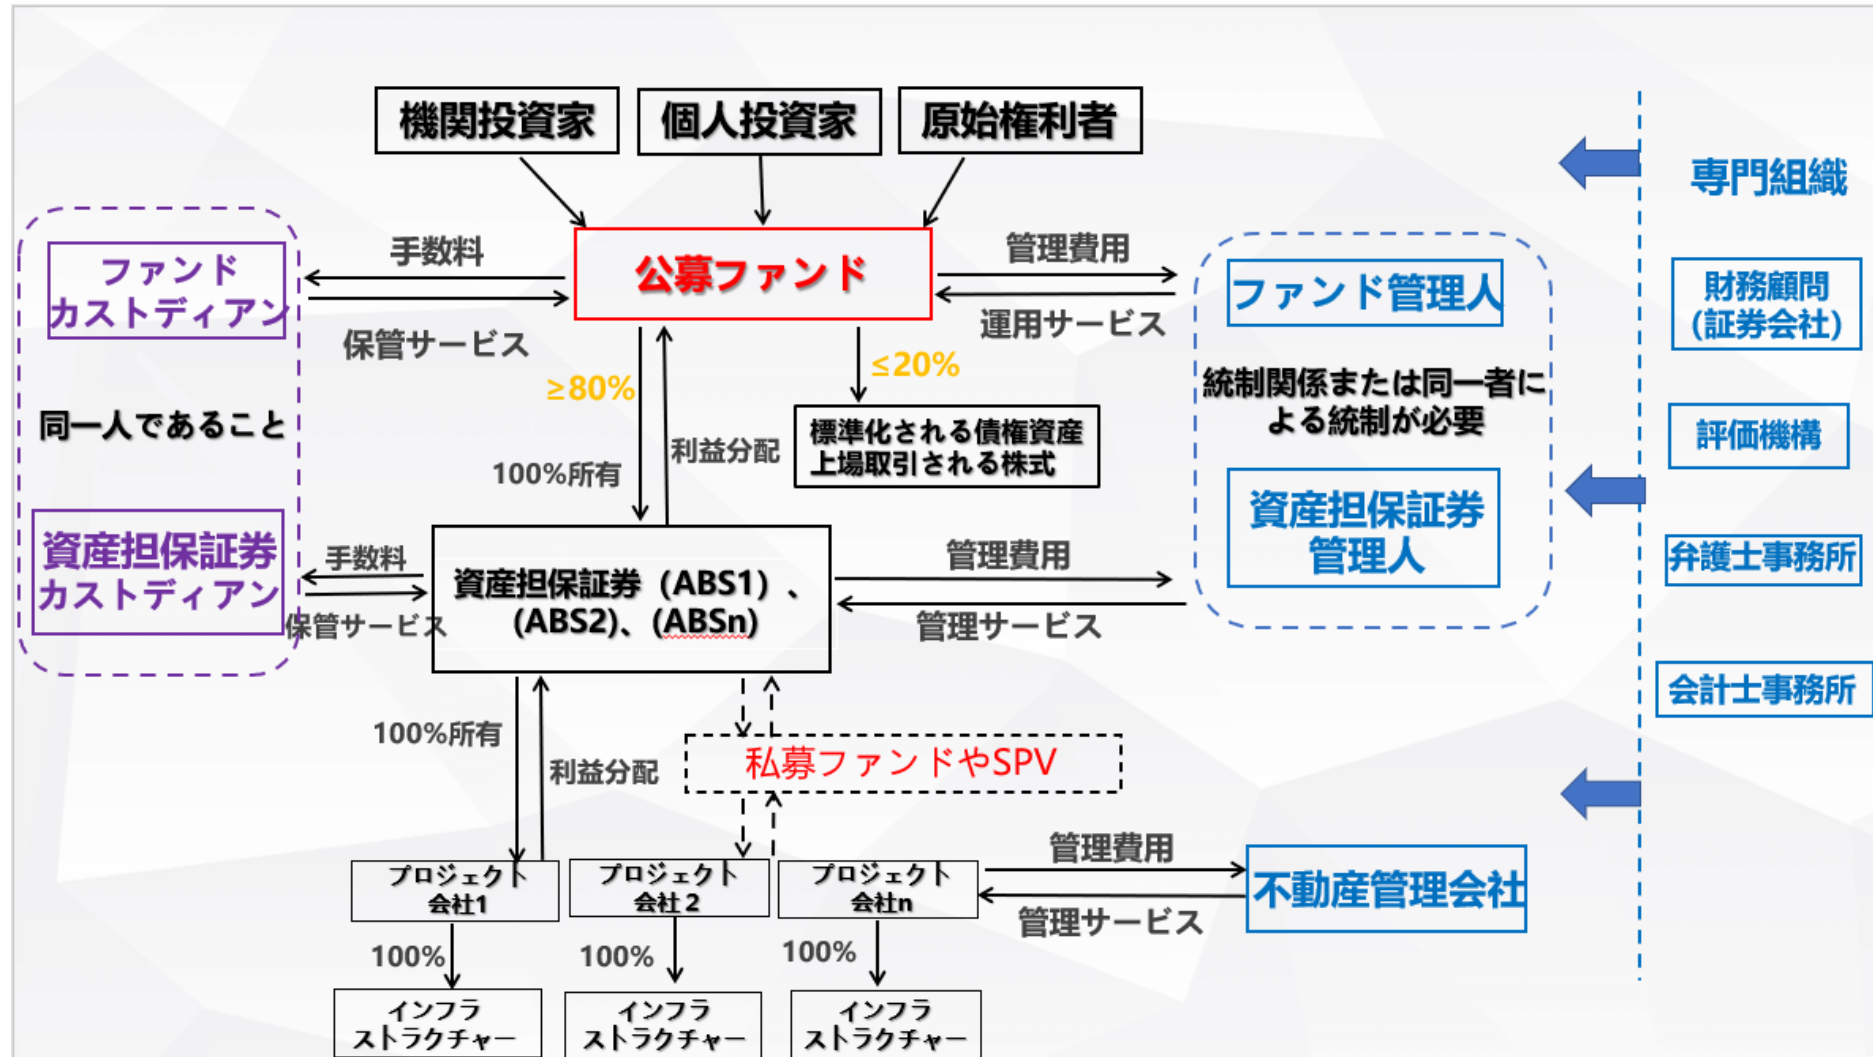 機関投資家
個人投資家
原始権利者
専門組織
ファンド
カストディアン
手数料
保管サービス
公募ファンド
管理費用
運用サービス
ファンド管理人
財務顧問
(証券会社)
≥80%
≤20%
同一人であること
100%所有
利益分配
標準化される債権資産
上場取引される株式
統制関係または同一者に
よる統制が必要
評価機構
資産担保証券
カストディアン
手数料
保管サービス
資産担保証券（ABS1）、
(ABS2)、(ABSn)
管理費用
管理サービス
資産担保証券
管理人
弁護士事務所
会計士事務所
100%所有
利益分配
私募ファンドやSPV
プロジェクト
会社1
プロジェクト
会社２
プロジェクト
会社n
管理費用
管理サービス
不動産管理会社
100%
100%
100%
インフラ
ストラクチャー
インフラ
ストラクチャー
インフラ
ストラクチャー